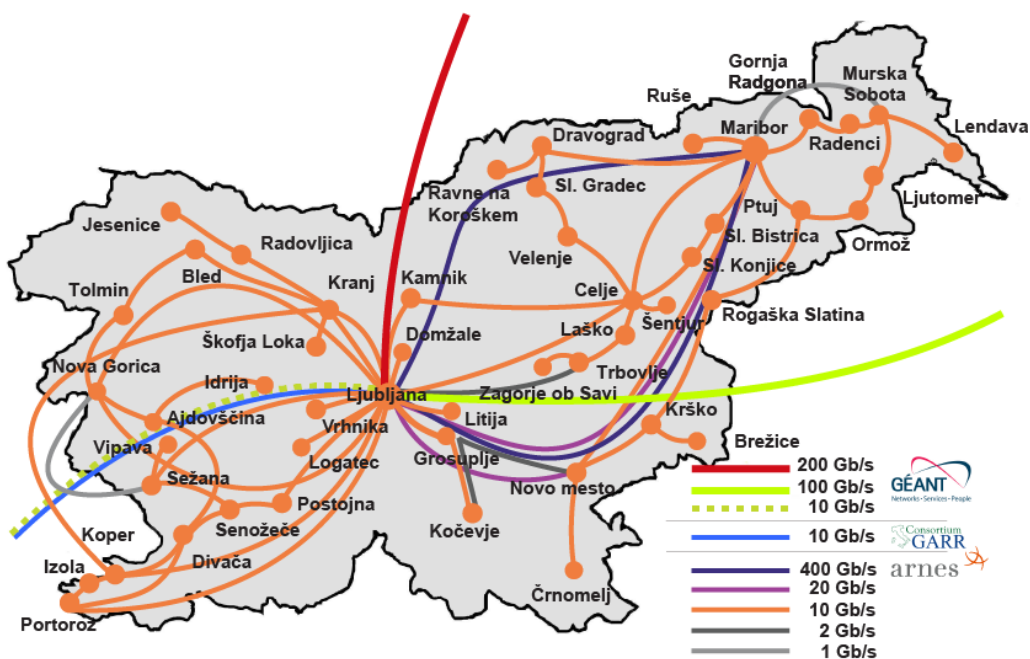 Gornja
Radgona
Murska
Sobota
Ruše
Maribor
Dravograd
Radenci
Lendava
Ravne na
Koroškem
Sl. Gradec
Ljutomer
Ptuj
Jesenice
Radovljica
Sl. Bistrica
Ormož
Velenje
Bled
Sl. Konjice
Kranj
Kamnik
Celje
Tolmin
Šentjur
Rogaška Slatina
Domžale
Laško
Škofja Loka
Nova Gorica
Trbovlje
Idrija
Zagorje ob Savi
Ljubljana
Krško
Ajdovščina
Litija
Vrhnika
Brežice
Vipava
Grosuplje
Logatec
Sežana
Novo mesto
Postojna
Senožeče
Kočevje
Koper
Divača
Izola
Črnomelj
Portorož
200 Gb/s
100 Gb/s
10 Gb/s
GÉANT
Networks • Services • People
10 Gb/s
Consortium
GARR
400 Gb/s
arnes
20 Gb/s
10 Gb/s
2 Gb/s
1 Gb/s